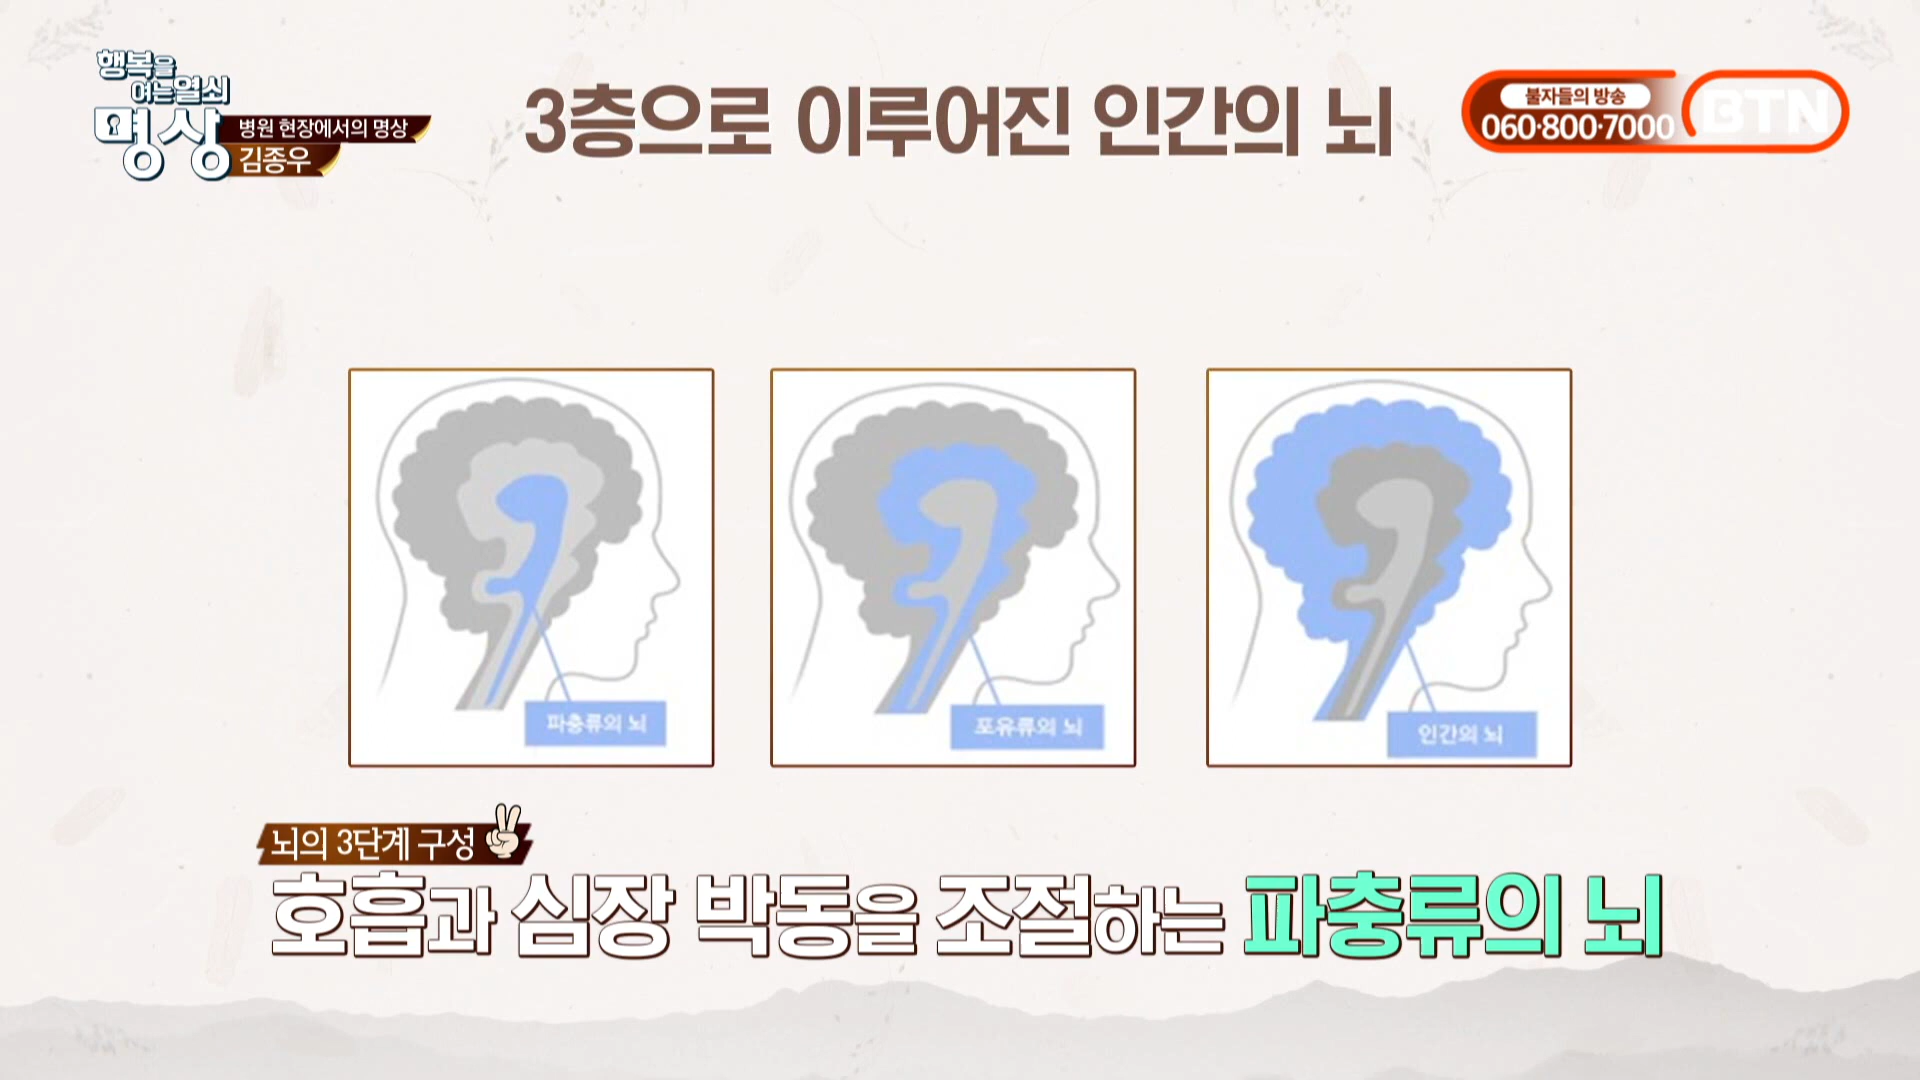 행복을
여는 열쇠
명상
병원 현장에서의 명상
김종우
3층으로 이루어진 인간의 뇌
불자들의 방송
060·800·7000
BTN
파충류의 뇌
포유류의 뇌
인간의 뇌
뇌의 3단계 구성
호흡과 심장 박동을 조절하는 파충류의 뇌